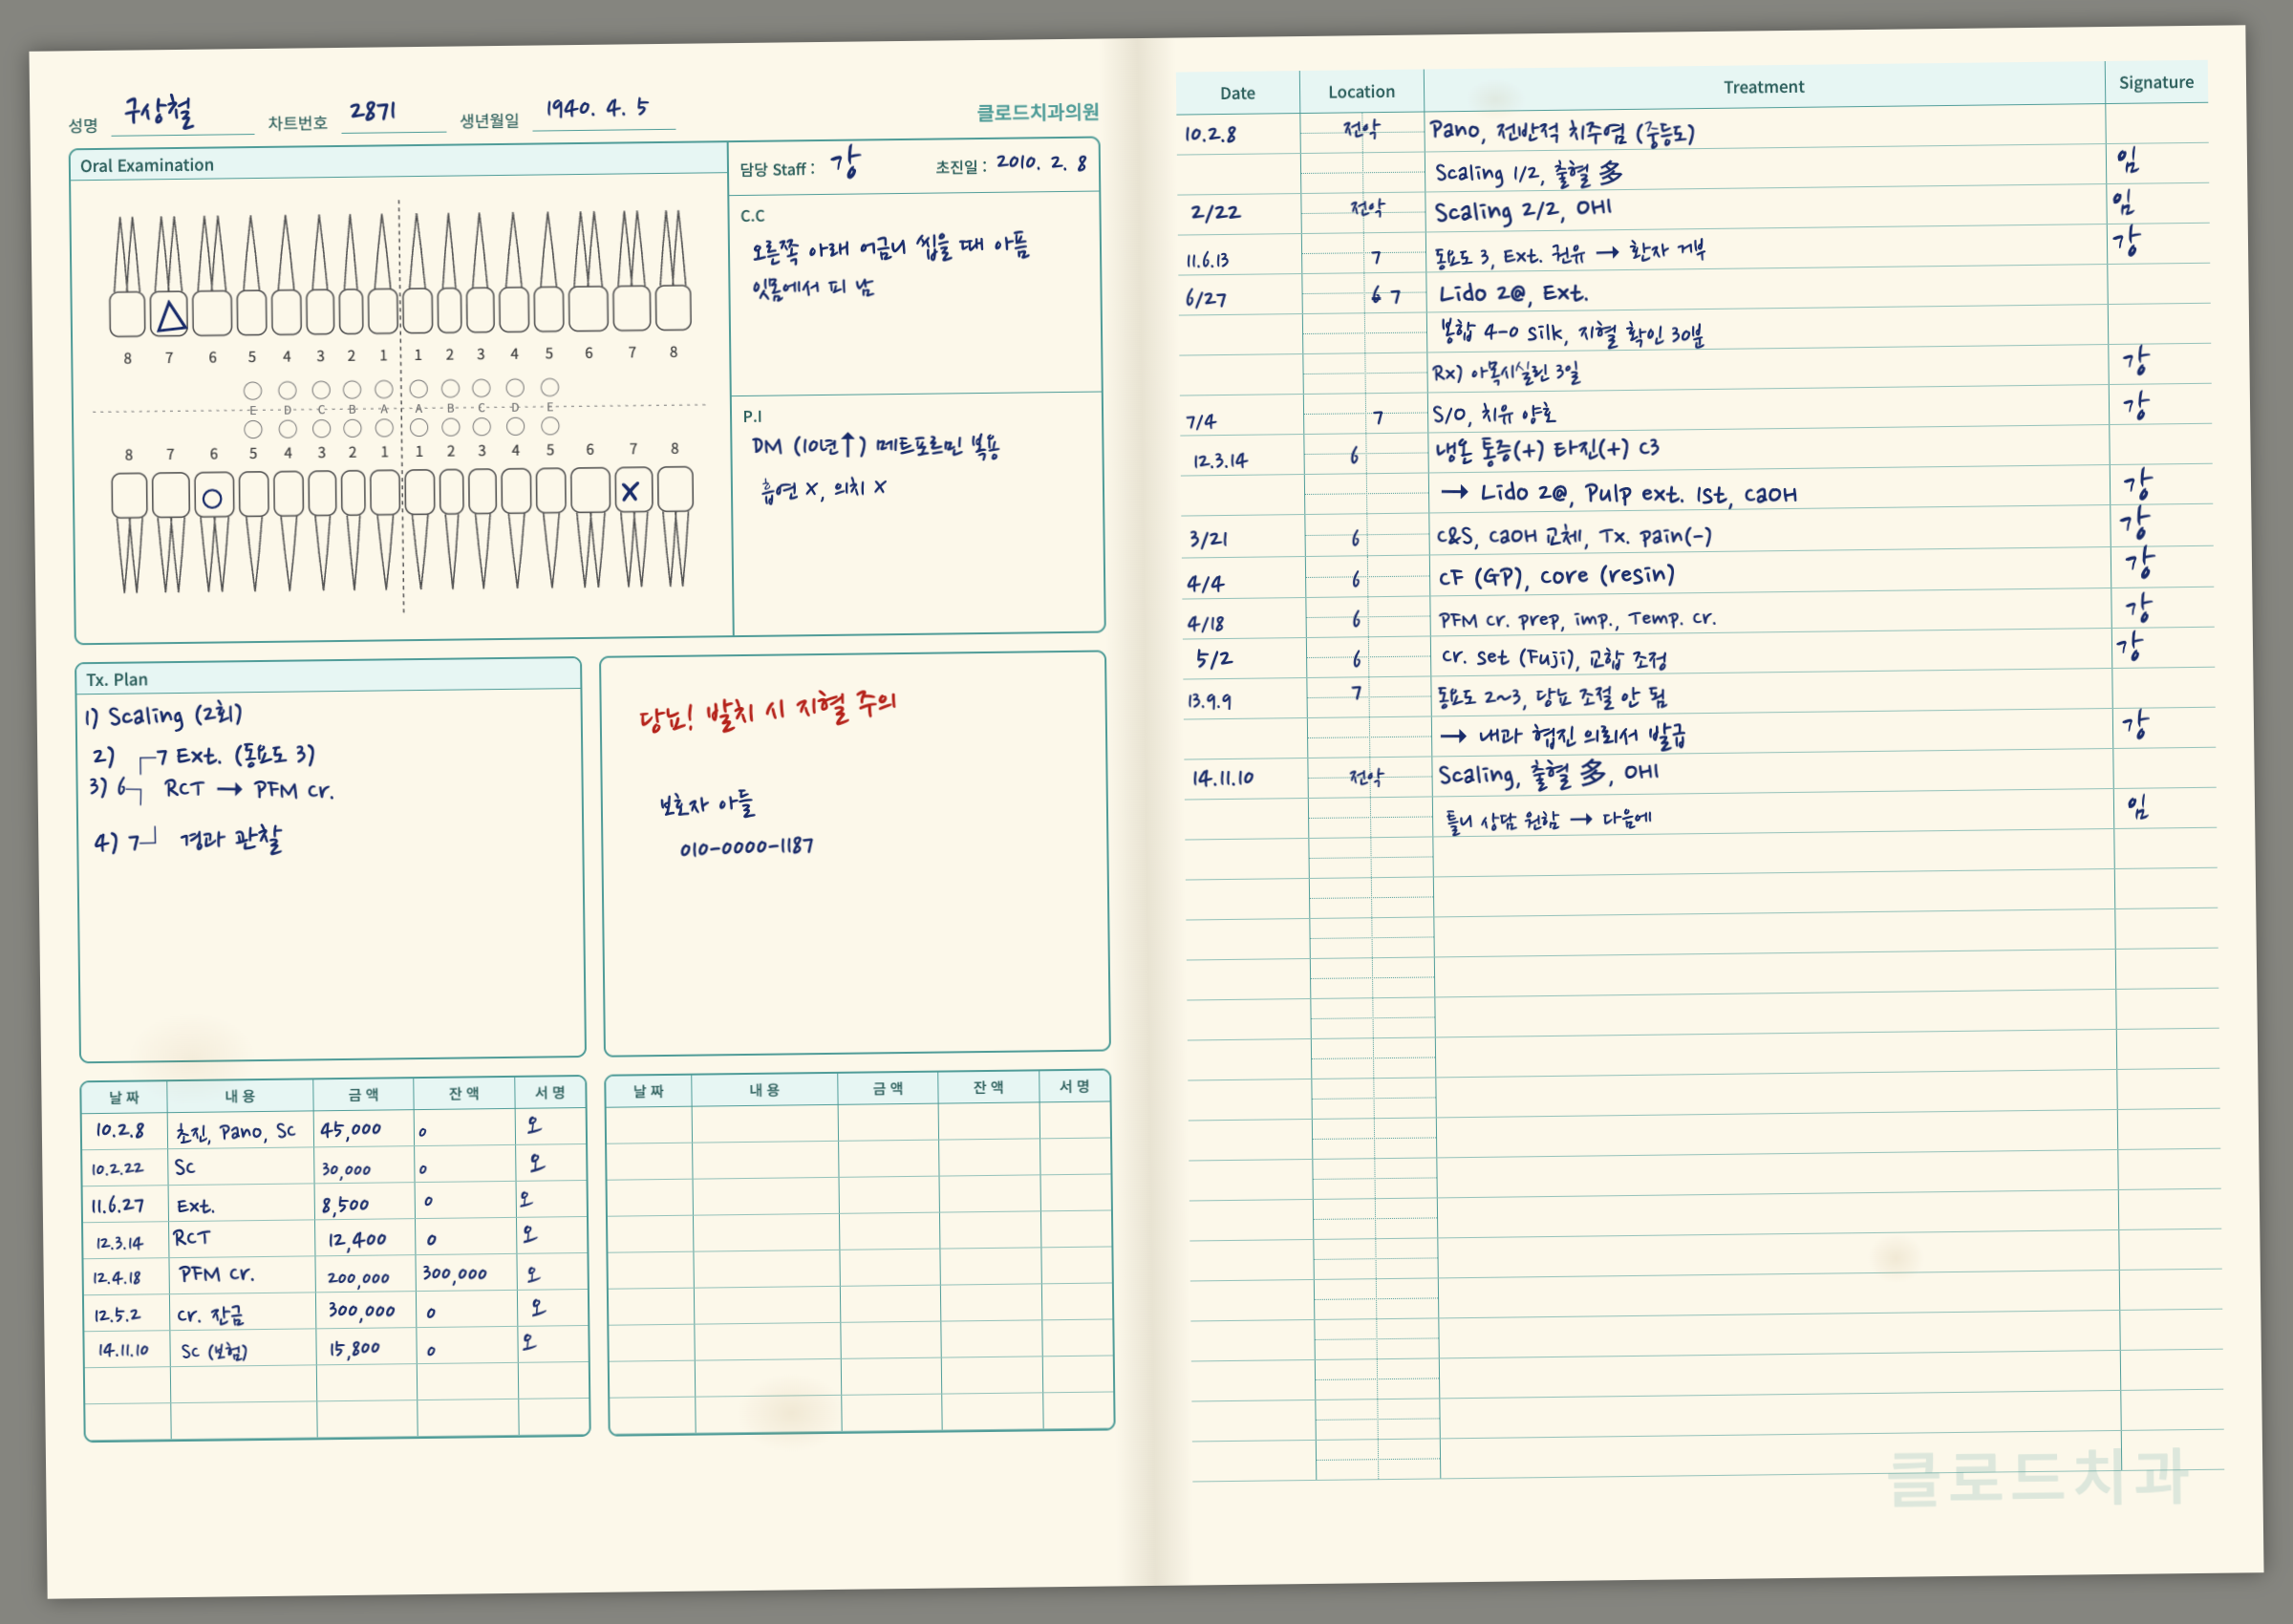 성명 구상철 차트번호 2871 생년월일 1940. 4. 5 클로드치과의원
Oral Examination
8 7 6 5 4 3 2 1 1 2 3 4 5 6 7 8
E D C B A A B C D E
8 7 6 5 4 3 2 1 1 2 3 4 5 6 7 8
담당 Staff : 강 초진일 : 2010. 2. 8
C.C
오른쪽 아래 어금니 씹을 때 아픔
잇몸에서 피 남
P.I
DM (10년↑) 메트포르민 복용
흡연 X, 의치 X
Tx. Plan
1) Scaling (2회)
2) ┌7 Ext. (동요도 3)
3) 6┐ RCT → PFM cr.
4) 7┘ 경과 관찰
당뇨! 발치 시 지혈 주의
보호자 아들
010-0000-1187
날짜 내용 금액 잔액 서명
10.2.8 초진, Pano, Sc 45,000 0 오
10.2.22 Sc 30,000 0 오
11.6.27 Ext. 8,500 0 오
12.3.14 RCT 12,400 0 오
12.4.18 PFM cr. 200,000 300,000 오
12.5.2 cr. 잔금 300,000 0 오
14.11.10 Sc (보험) 15,800 0 오
날짜 내용 금액 잔액 서명
Date Location Treatment Signature
10.2.8 전악 Pano, 전반적 치주염 (중등도)
Scaling 1/2, 출혈 多 임
2/22 전악 Scaling 2/2, OHI 임
11.6.13 7 동요도 3, Ext. 권유 → 환자 거부 강
6/27 6 7 Lido 2@, Ext.
봉합 4-0 silk, 지혈 확인 30분
Rx) 아목시실린 3일 강
7/4 7 S/O, 치유 양호 강
12.3.14 6 냉온 통증(+) 타진(+) C3
→ Lido 2@, Pulp ext. 1st, CaOH 강
3/21 6 C&S, CaOH 교체, Tx. pain(-) 강
4/4 6 CF (GP), core (resin) 강
4/18 6 PFM cr. prep, imp., Temp. cr. 강
5/2 6 cr. set (Fuji), 교합 조정 강
13.9.9 7 동요도 2~3, 당뇨 조절 안 됨
→ 내과 협진 의뢰서 발급 강
14.11.10 전악 Scaling, 출혈 多, OHI
틀니 상담 원함 → 다음에 임
클로드치과